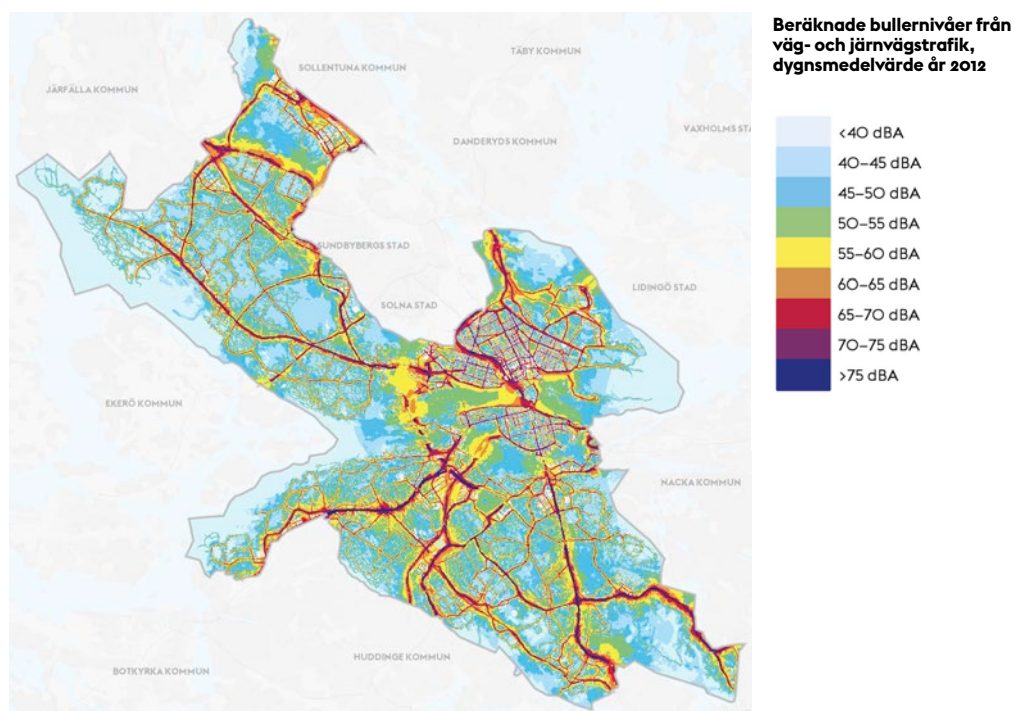 Beräknade bullernivåer från
väg- och järnvägstrafik,
dygnsmedelvärde år 2012
<40 dBA
40–45 dBA
45–50 dBA
50–55 dBA
55–60 dBA
60–65 dBA
65–70 dBA
70–75 dBA
>75 dBA
TÄBY KOMMUN
SOLLENTUNA KOMMUN
JÄRFÄLLA KOMMUN
VAXHOLMS STA
DANDERYDS KOMMUN
SUNDBYBERGS STAD
LIDINGÖ STAD
SOLNA STAD
EKERÖ KOMMUN
NACKA KOMMUN
HUDDINGE KOMMUN
BOTKYRKA KOMMUN